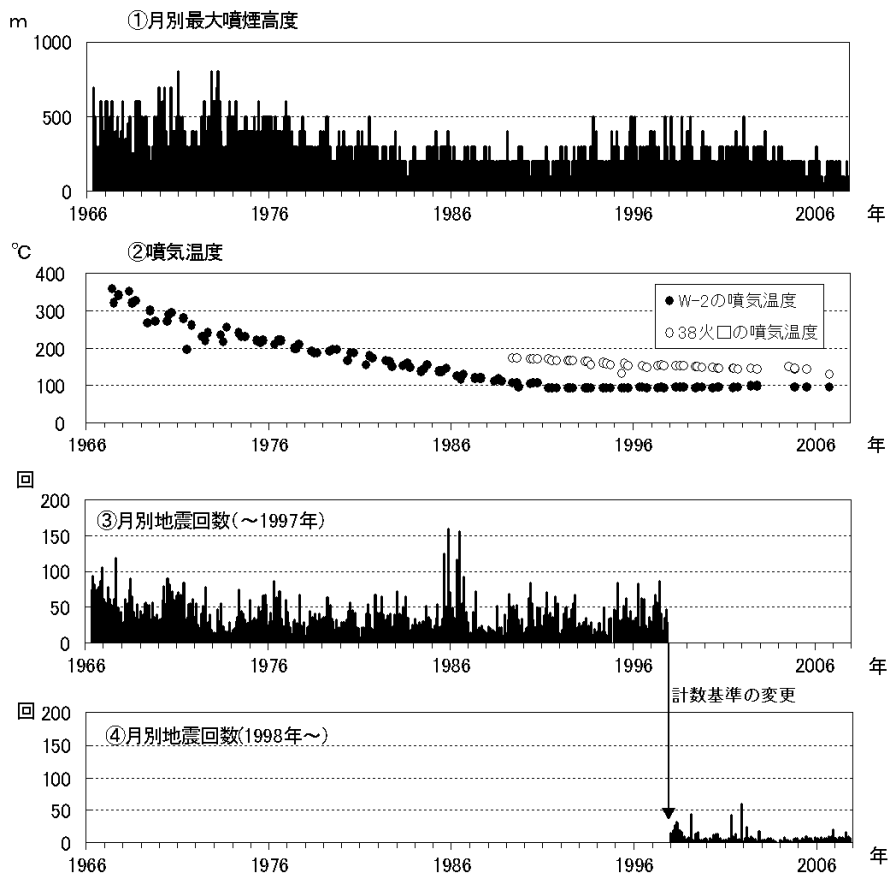 m
①月別最大噴煙高度
1000
500
0
1966 1976 1986 1996 2006 年
℃
②噴気温度
400
300
200
100
0
● W-2の噴気温度
○ 38火口の噴気温度
1966 1976 1986 1996 2006 年
回
200
150
100
50
0
③月別地震回数(～1997年)
1966 1976 1986 1996 2006 年
計数基準の変更
回
200
150
100
50
0
④月別地震回数(1998年～)
1966 1976 1986 1996 2006 年